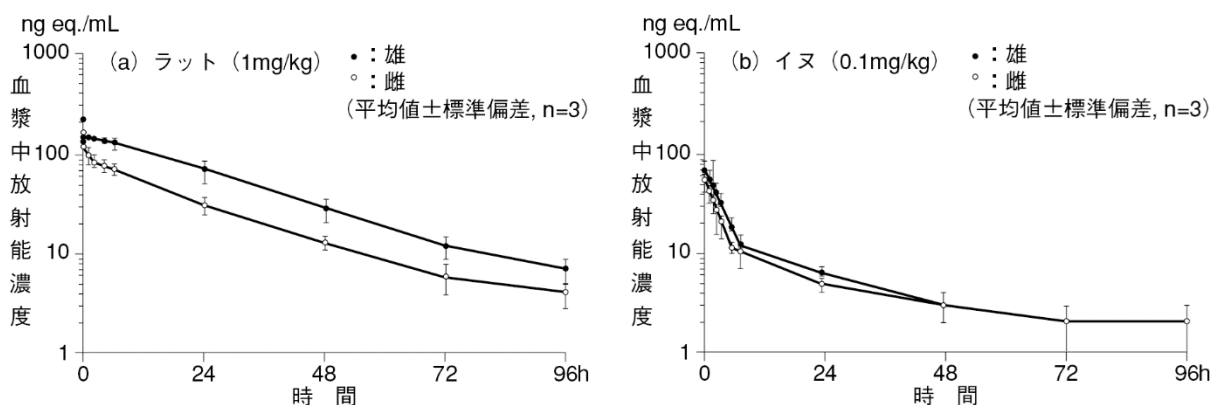 ng eq./mL
1000
100
10
1
血漿中放射能濃度
(a) ラット（1mg/kg）
●：雄
○：雌
（平均値士標準偏差, n=3）
0
24
48
72
96h
時 間
ng eq./mL
1000
100
10
1
血漿中放射能濃度
(b) イヌ（0.1mg/kg）
●：雄
○：雌
（平均値士標準偏差, n=3）
0
24
48
72
96h
時 間